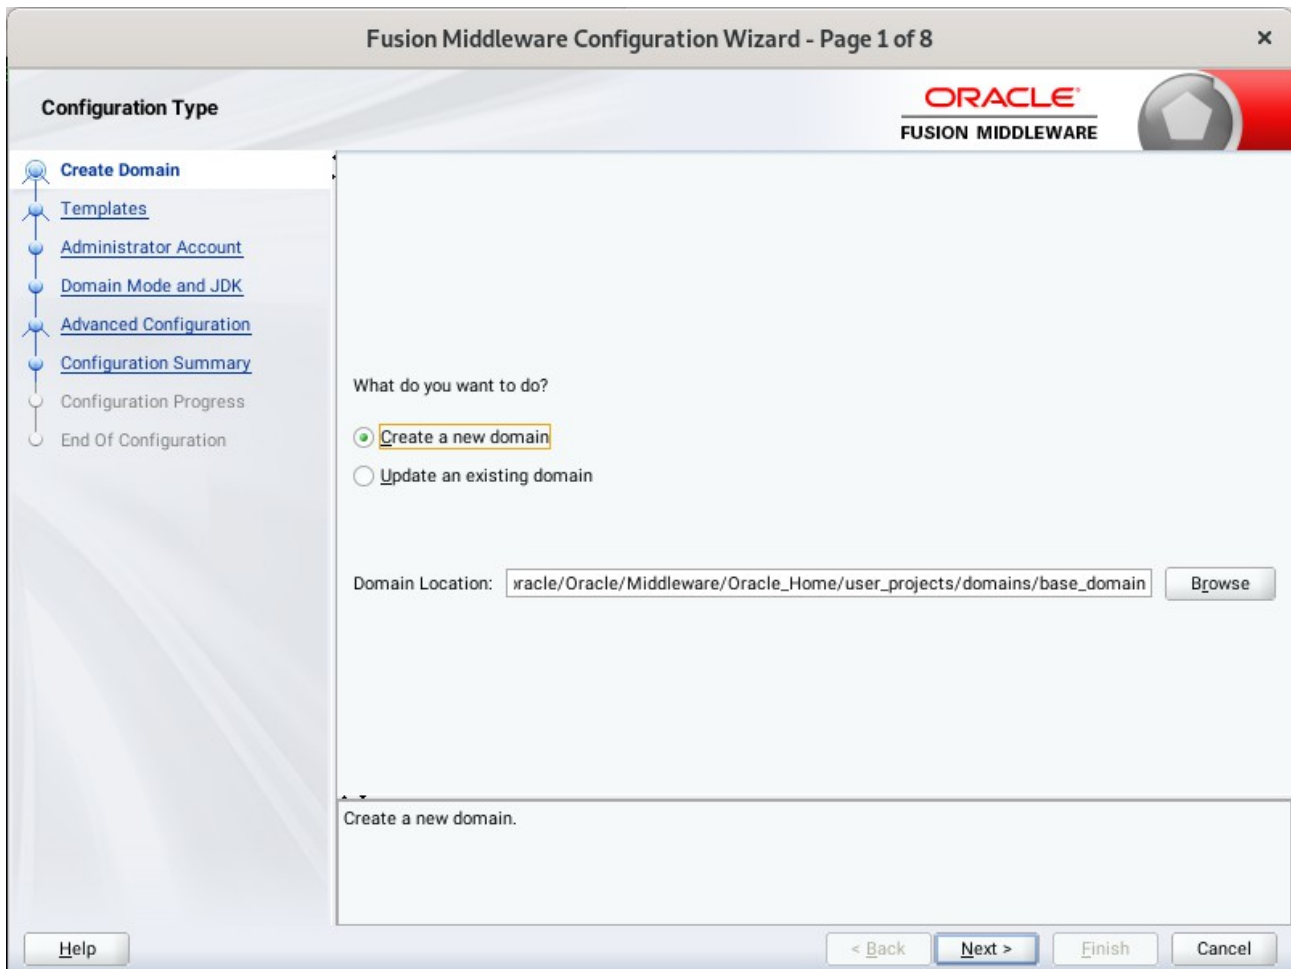 Fusion Middleware Configuration Wizard - Page 1 of 8
Configuration Type
ORACLE
FUSION MIDDLEWARE
Create Domain
Templates
Administrator Account
Domain Mode and JDK
Advanced Configuration
Configuration Summary
Configuration Progress
End Of Configuration
What do you want to do?
Create a new domain
Update an existing domain
Domain Location: racle/Oracle/Middleware/Oracle_Home/user_projects/domains/base_domain Browse
Create a new domain.
Help < Back Next > Finish Cancel